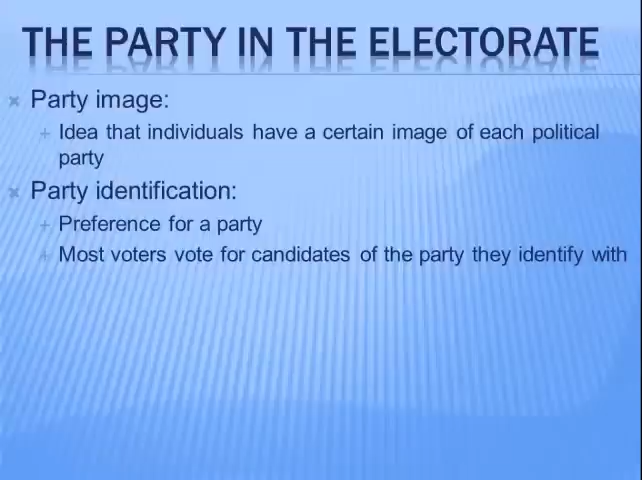 THE PARTY IN THE ELECTORATE
Party image:
Idea that individuals have a certain image of each political
party
Party identification:
Preference for a party
Most voters vote for candidates of the party they identify with